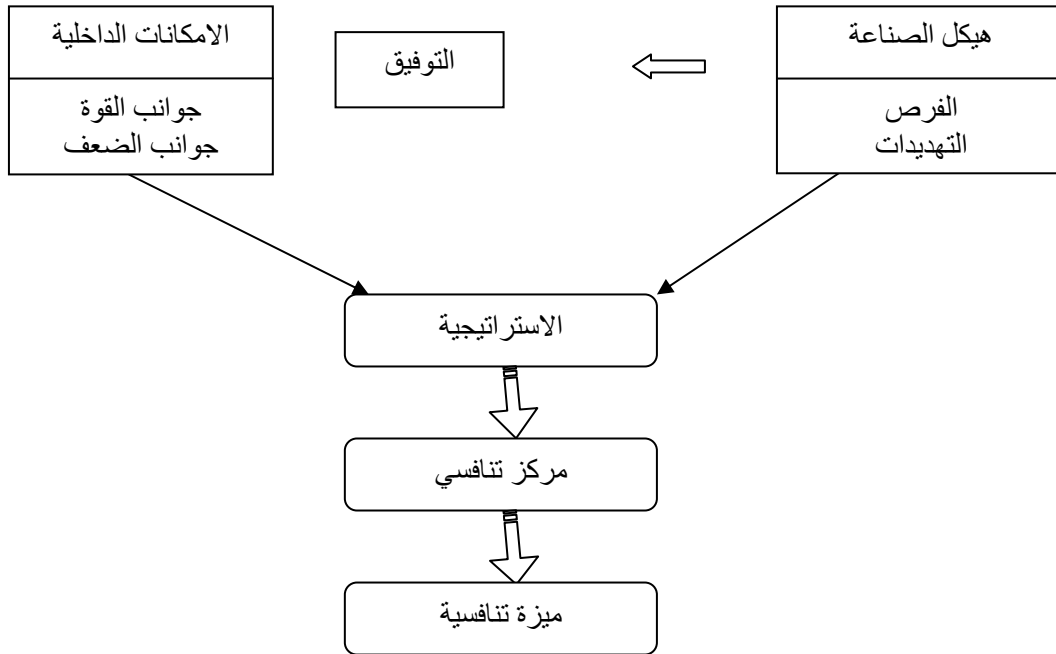 هيكل الصناعة
الفرص
التهديدات
التوفيق
الامكانات الداخلية
جوانب القوة
جوانب الضعف
الاستراتيجية
مركز تنافسي
ميزة تنافسية